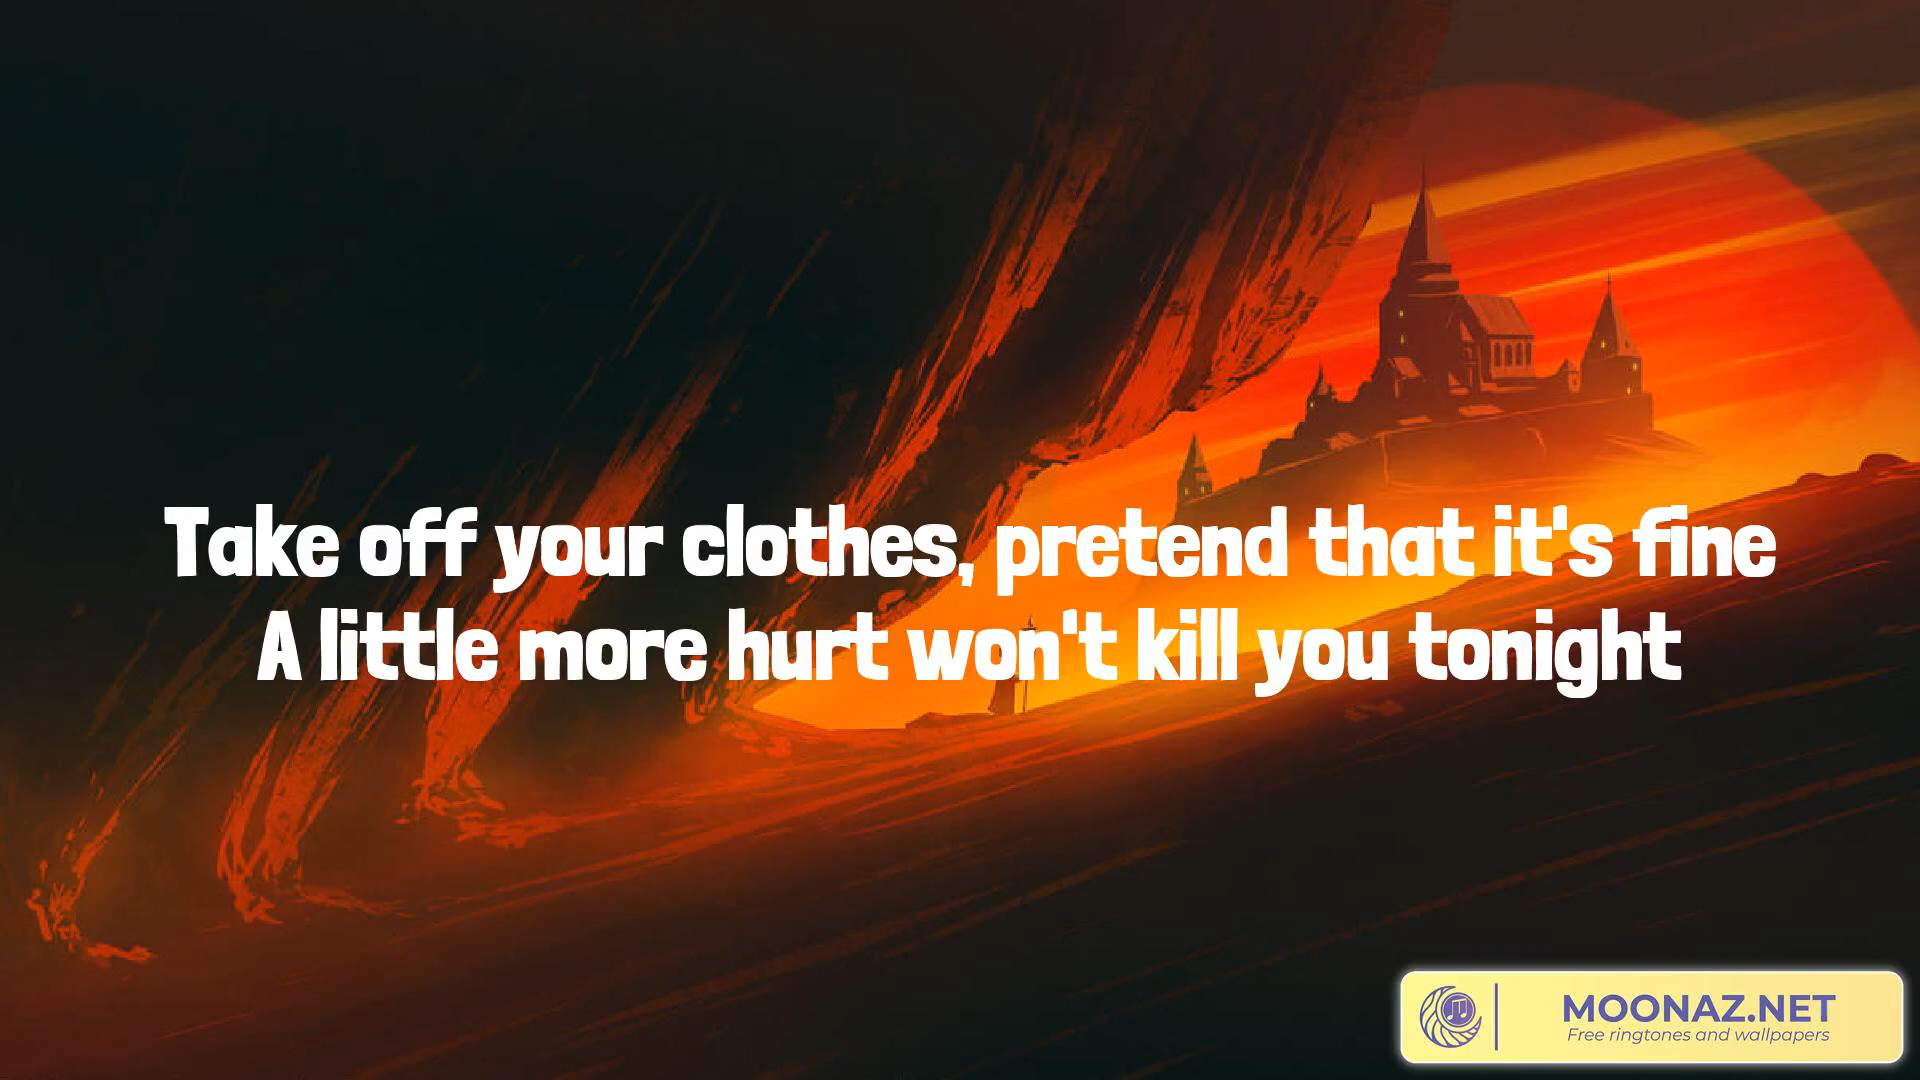 Take off your clothes, pretend that it's fine
A little more hurt won't kill you tonight
MOONAZ.NET
Free ringtones and wallpapers